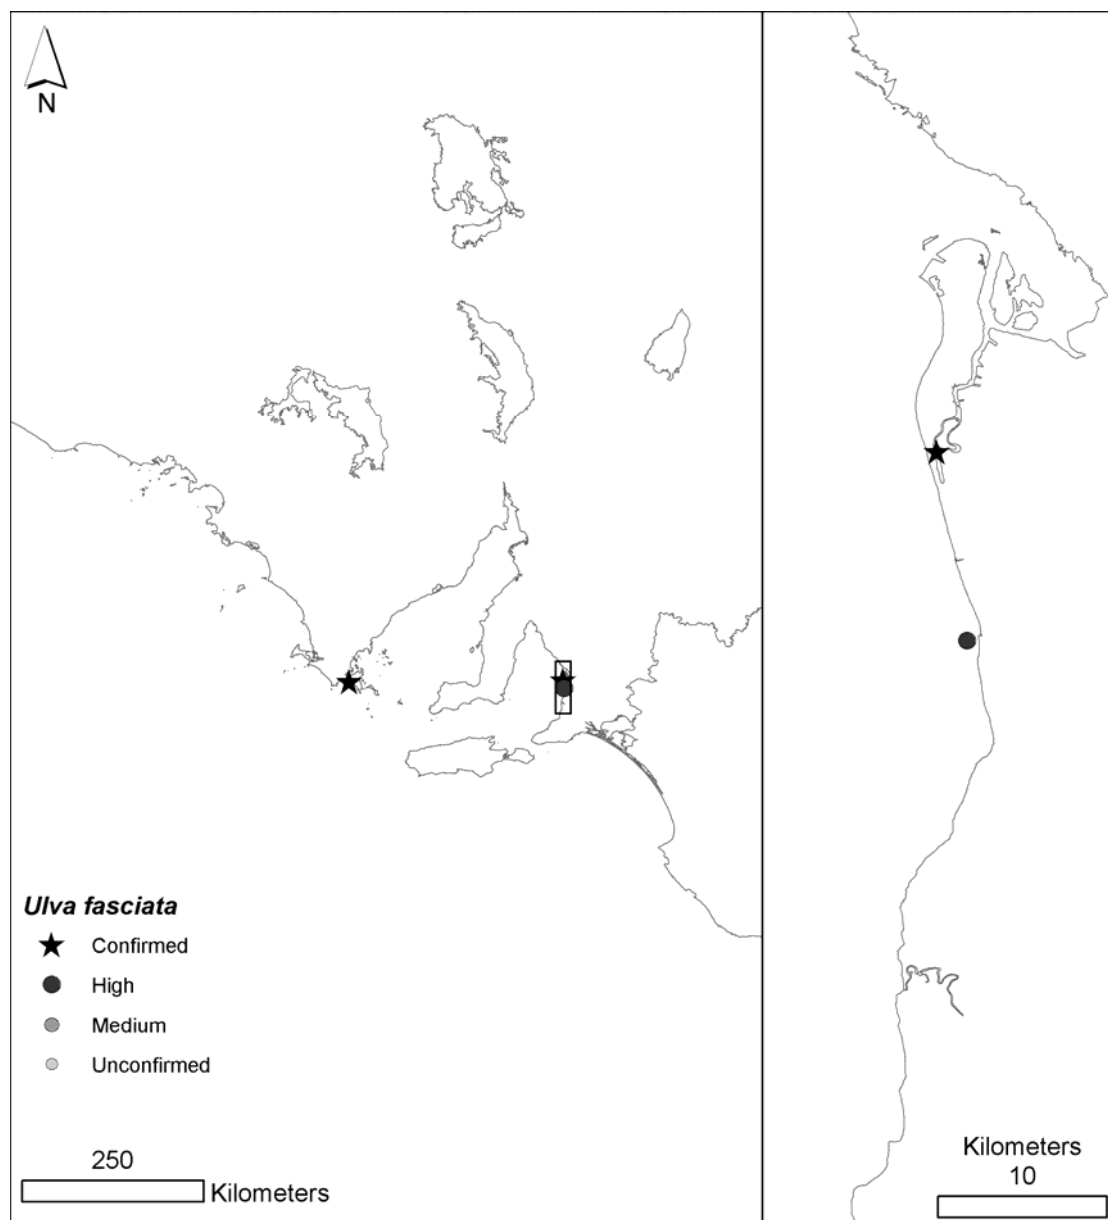 N
Ulva fasciata
Confirmed
High
Medium
Unconfirmed
250
Kilometers
Kilometers
10